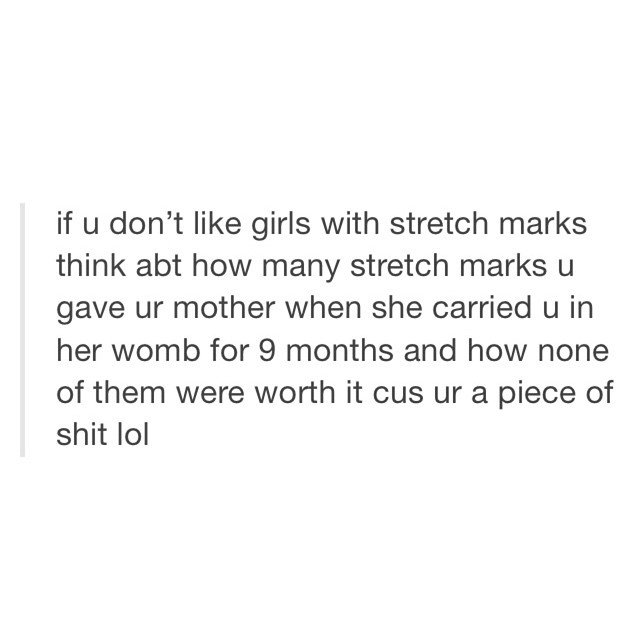 if u don’t like girls with stretch marks
think abt how many stretch marks u
gave ur mother when she carried u in
her womb for 9 months and how none
of them were worth it cus ur a piece of
shit lol